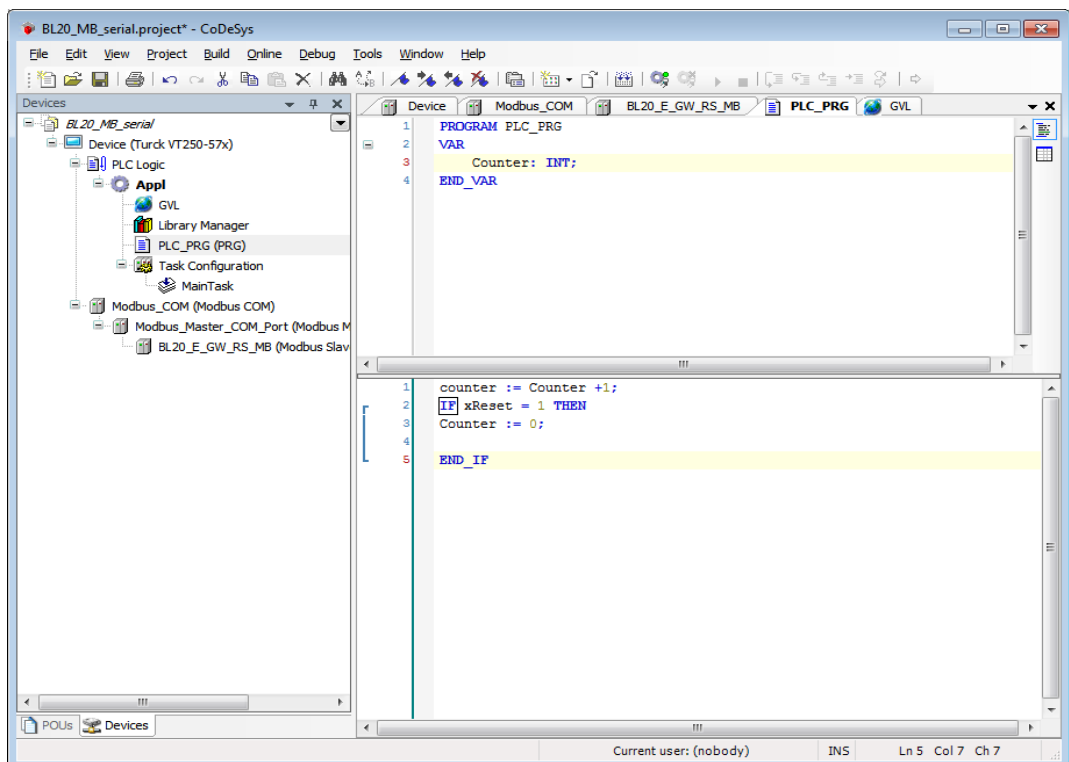 BL20_MB_serial.project* - CoDeSys
File Edit View Project Build Online Debug Tools Window Help
Devices
BL20_MB_serial
Device (Turck VT250-57x)
PLC Logic
Appl
GVL
Library Manager
PLC_PRG (PRG)
Task Configuration
MainTask
Modbus_COM (Modbus COM)
Modbus_Master_COM_Port (Modbus M
BL20_E_GW_RS_MB (Modbus Slav
POUs Devices
Device Modbus_COM BL20_E_GW_RS_MB PLC_PRG GVL
1 PROGRAM PLC_PRG
2 VAR
3 Counter: INT;
4 END_VAR
1 counter := Counter +1;
2 IF xReset = 1 THEN
3 Counter := 0;
4
5 END_IF
Current user: (nobody) INS Ln 5 Col 7 Ch 7